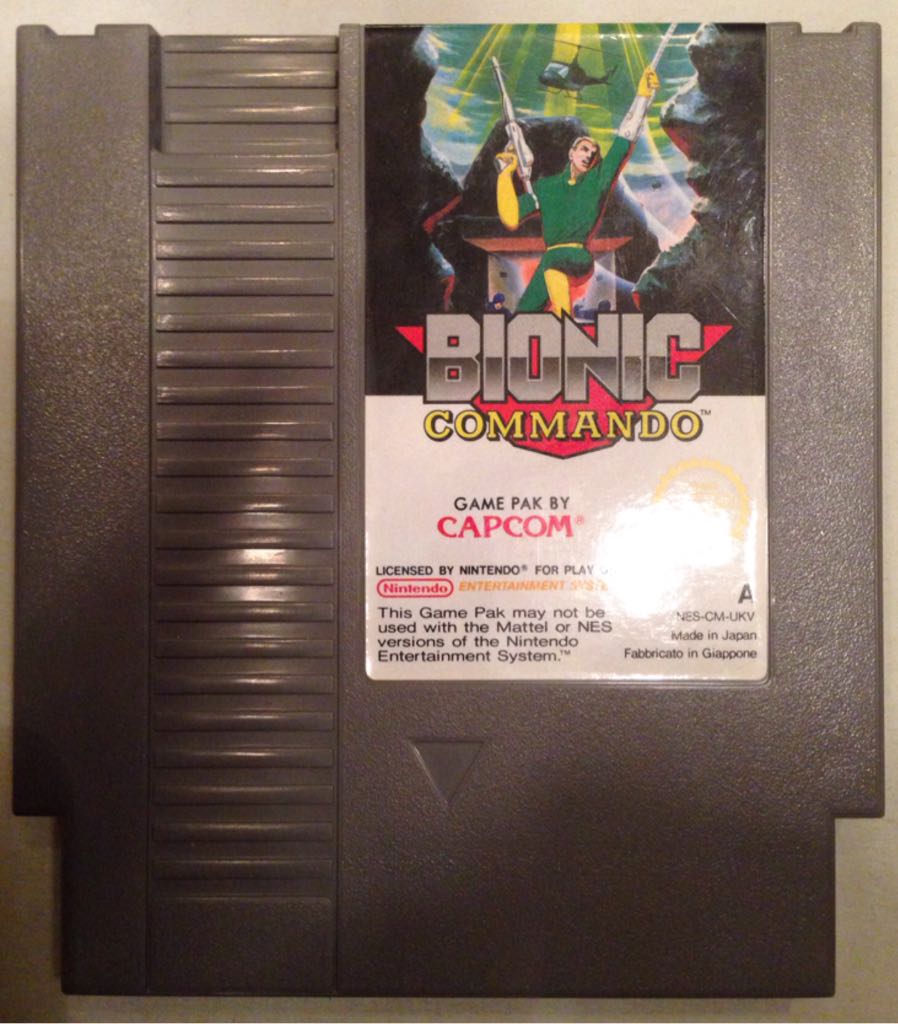 BIONIC
COMMANDO™
GAME PAK BY
CAPCOM®
LICENSED BY NINTENDO® FOR PLAY
Nintendo ENTERTAINMENT
A
This Game Pak may not be
used with the Mattel or NES
versions of the Nintendo
Entertainment System.™
NES-CM-UKV
Made in Japan
Fabbricato in Giappone